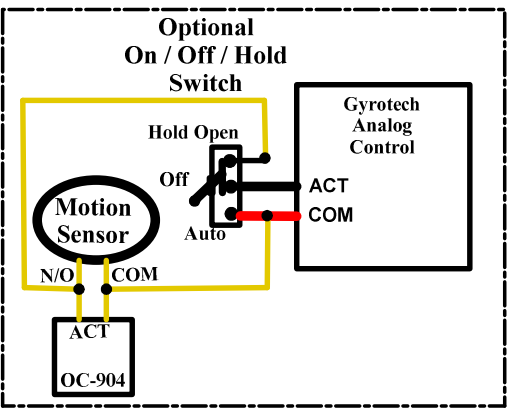 Optional
On / Off / Hold
Switch
Gyrotech
Analog
Control
Hold Open
Off
ACT
Motion
Sensor
COM
Auto
N/O
COM
ACT
OC-904